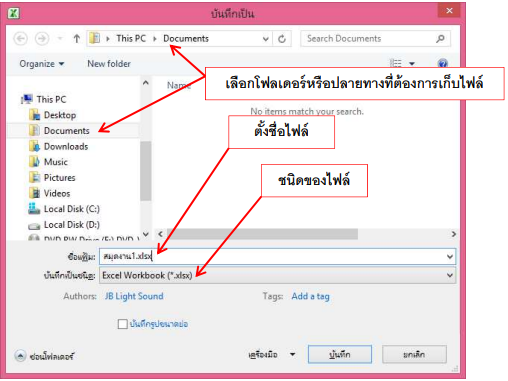 บันทึกเป็น
This PC
Documents
Search Documents
Organize
New folder
Name
เลือกโฟลเดอร์หรือปลายทางที่ต้องการเก็บไฟล์
This PC
No items match your search.
Desktop
Documents
ตั้งชื่อไฟล์
Downloads
Music
Pictures
ชนิดของไฟล์
Videos
Local Disk (C:)
Local Disk (D:)
ชื่อแฟ้ม: สมุดงาน1.xlsx
บันทึกเป็นชนิด: Excel Workbook (*.xlsx)
Authors: JB Light Sound
Tags: Add a tag
บันทึกรูปขนาดย่อ
ซ่อนโฟลเดอร์
เครื่องมือ
บันทึก
ยกเลิก